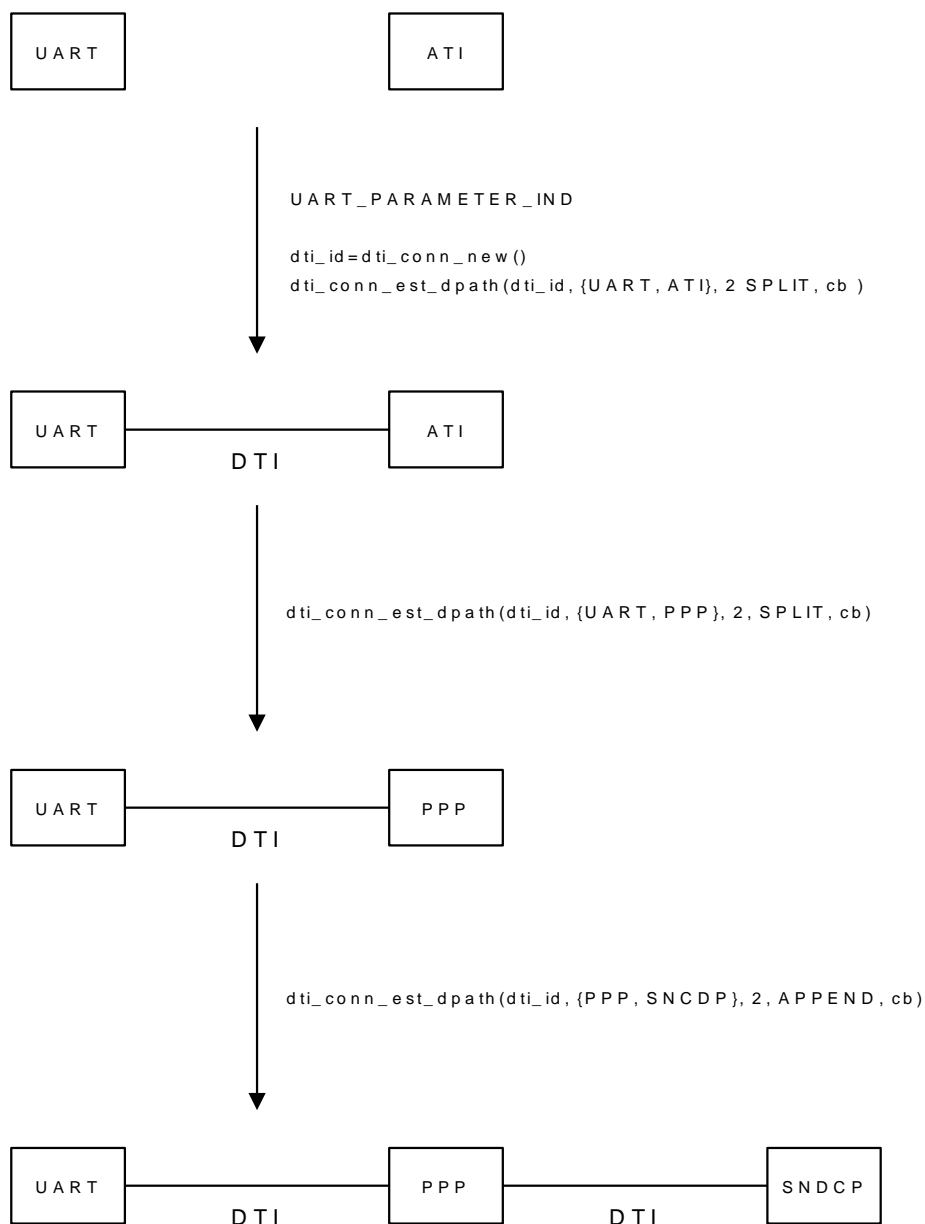 UART
ATI
UART_PARAMETER_IND
dti_id=dti_conn_new()
dti_conn_est_dpath(dti_id, {UART, ATI}, 2 SPLIT, cb )
UART
ATI
DTI
dti_conn_est_dpath(dti_id, {UART, PPP}, 2, SPLIT, cb)
UART
PPP
DTI
dti_conn_est_dpath(dti_id, {PPP, SNCDP}, 2, APPEND, cb)
UART
PPP
SNDCP
DTI
DTI